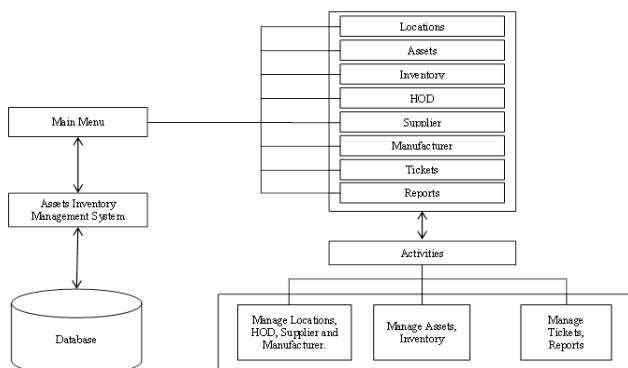 Locations
Assets
Inventory
HOD
Supplier
Manufacturer
Tickets
Reports
Main Menu
Assets Inventory
Management System
Database
Activities
Manage Locations,
HOD, Supplier and
Manufacturer.
Manage Assets,
Inventory
Manage
Tickets,
Reports